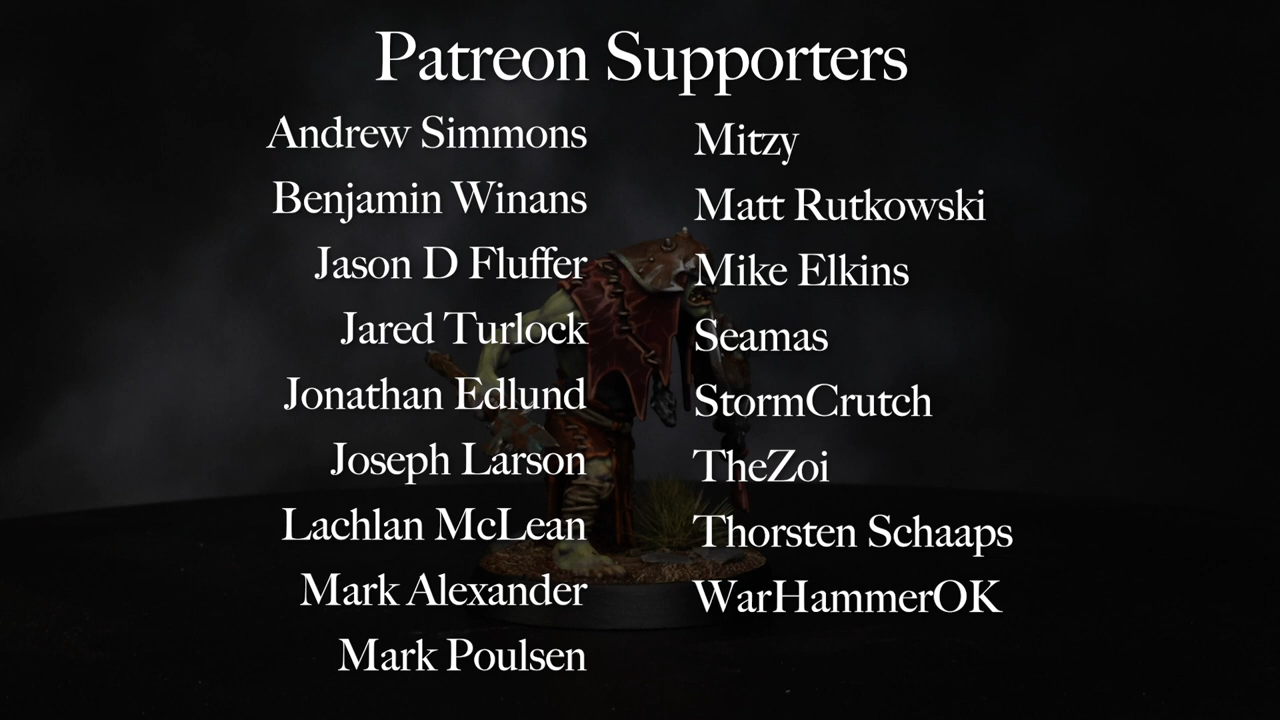 Patreon Supporters
Andrew Simmons
Benjamin Winans
Jason D Fluffer
Jared Turlock
Jonathan Edlund
Joseph Larson
Lachlan McLean
Mark Alexander
Mark Poulsen
Mitzy
Matt Rutkowski
Mike Elkins
Seamas
StormCrutch
TheZoi
Thorsten Schaaps
WarHammerOK